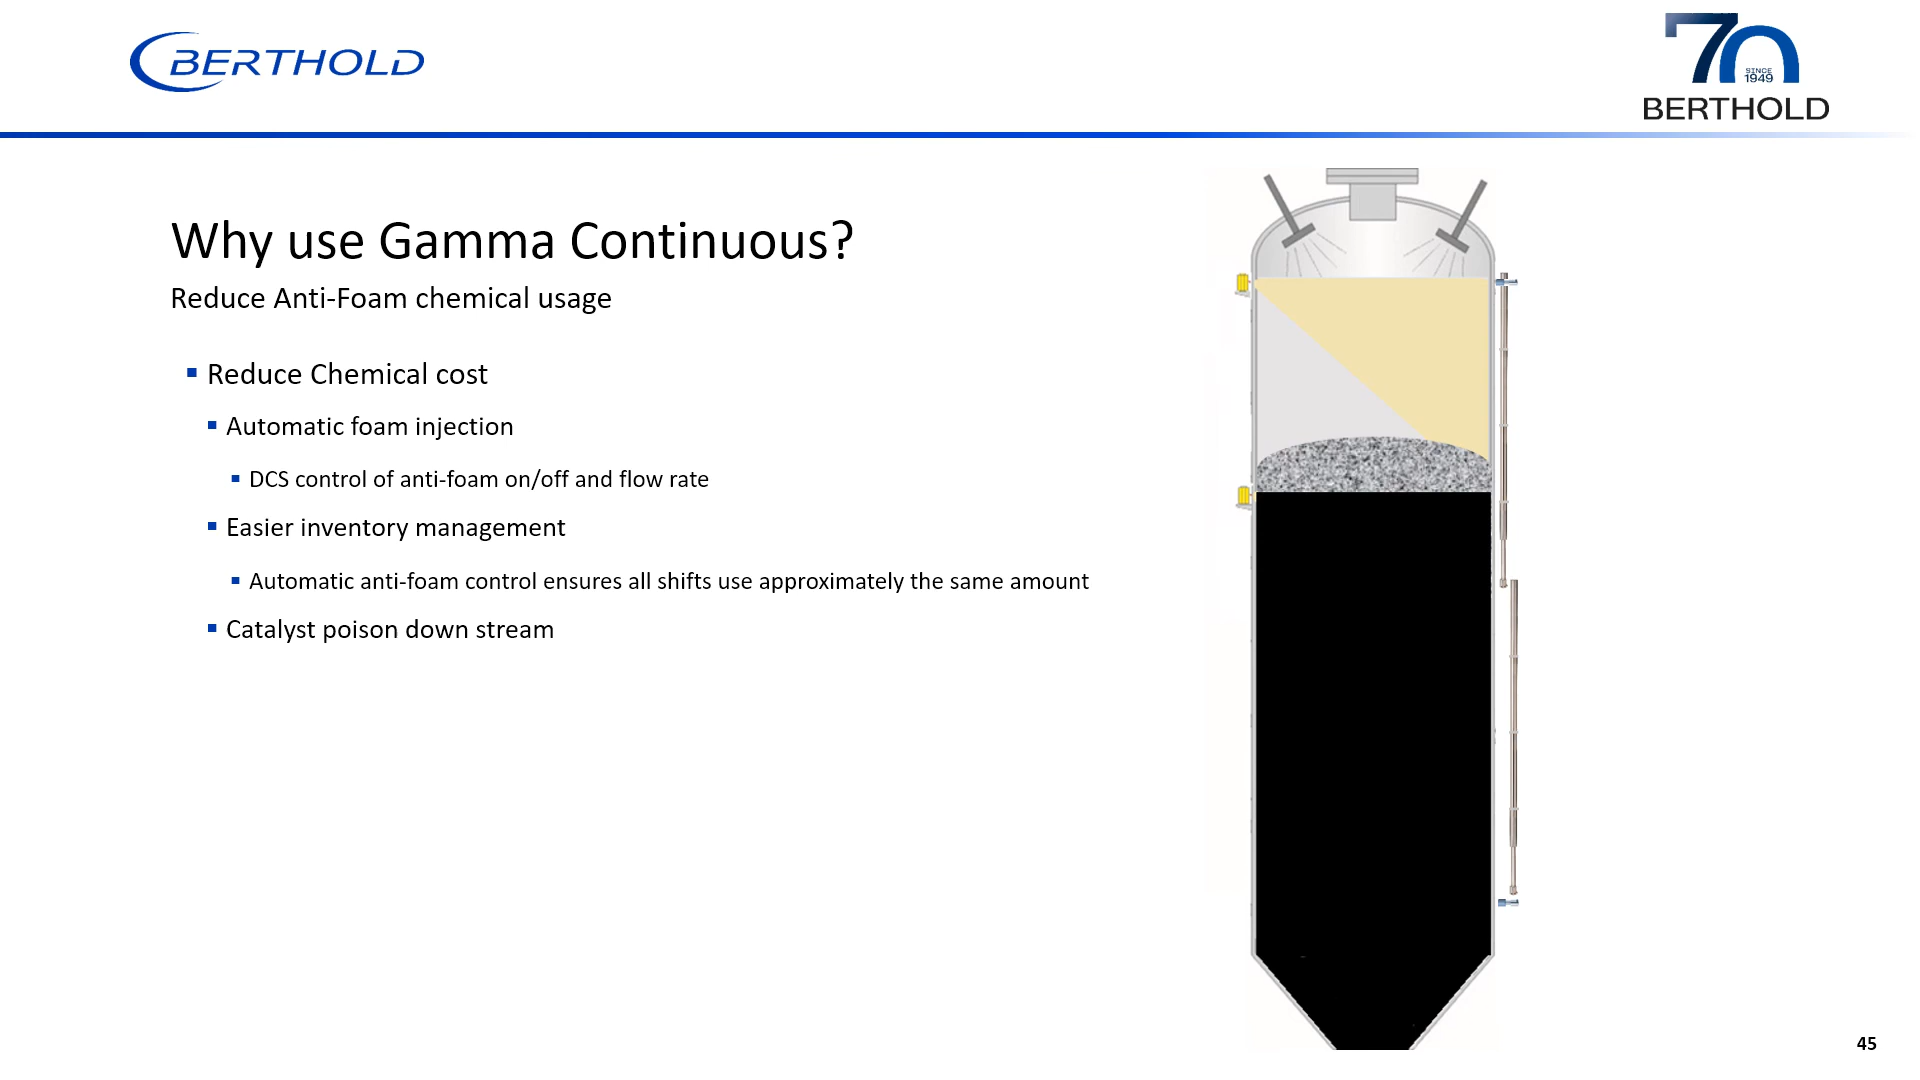 BERTHOLD
70
SINCE
1949
BERTHOLD
Why use Gamma Continuous?
Reduce Anti-Foam chemical usage
Reduce Chemical cost
Automatic foam injection
DCS control of anti-foam on/off and flow rate
Easier inventory management
Automatic anti-foam control ensures all shifts use approximately the same amount
Catalyst poison down stream
45